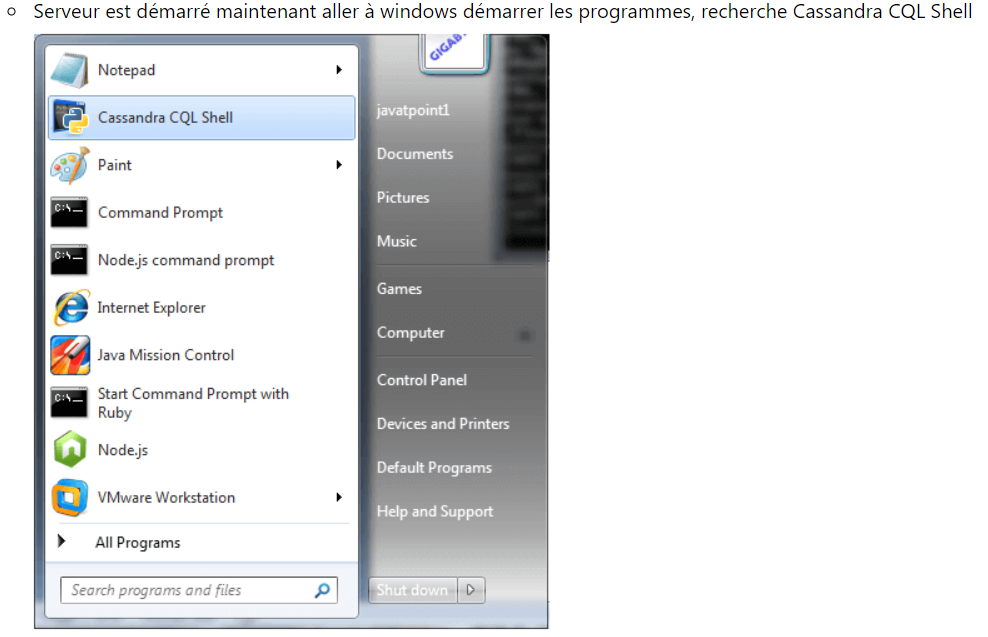 Serveur est démarré maintenant aller à windows démarrer les programmes, recherche Cassandra CQL Shell
GIGAB
Notepad
Cassandra CQL Shell
Paint
Command Prompt
Node.js command prompt
Internet Explorer
Java Mission Control
Start Command Prompt with
Ruby
Node.js
VMware Workstation
All Programs
Search programs and files
javatpoint1
Documents
Pictures
Music
Games
Computer
Control Panel
Devices and Printers
Default Programs
Help and Support
Shut down